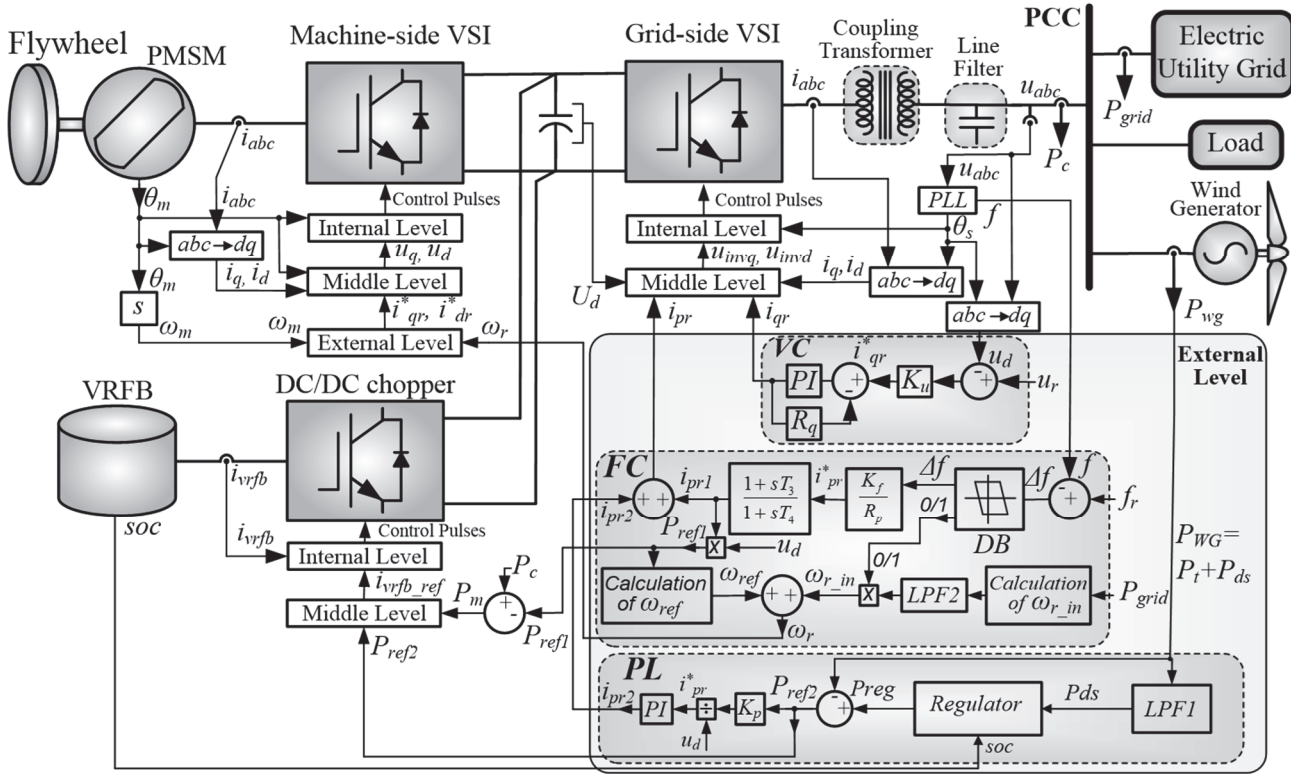 Flywheel
PMSM
Machine-side VSI
Grid-side VSI
Coupling
Transformer
Line
Filter
PCC
Electric
Utility Grid
i_abc
i_abc
u_abc
P_grid
P_c
Load
Wind
Generator
θ_m
i_abc
Control Pulses
Control Pulses
u_abc
PLL
f
θ_s
Internal Level
Internal Level
abc→dq
u_q, u_d
u_invq, u_invd
i_q, i_d
i_q, i_d
θ_m
Middle Level
U_d
Middle Level
abc→dq
s
i*_qr, i*_dr
i_pr
i_qr
abc→dq
P_wg
ω_m
ω_m
External Level
ω_r
VC
i*_qr
u_d
External
Level
PI
-
+
K_u
-
+
u_r
R_q
VRFB
DC/DC chopper
FC
i_vrfb
soc
i_vrfb
Control Pulses
Internal Level
i_vrfb_ref
Middle Level
P_ref2
P_m
P_c
+
-
P_ref1
+ +
i_pr1
i_pr2
1 + sT_3
1 + sT_4
i*_pr
K_f
R_p
Δf
0/1
DB
Δf
f
-
+
f_r
P_ref1
X
u_d
0/1
Calculation
of ω_ref
ω_ref
+ +
ω_r_in
X
LPF2
Calculation
of ω_r_in
P_grid
ω_r
P_WG=
P_t+P_ds
PL
i_pr2
PI
i*_pr
÷
u_d
K_p
P_ref2
-
+
Preg
Regulator
soc
Pds
LPF1